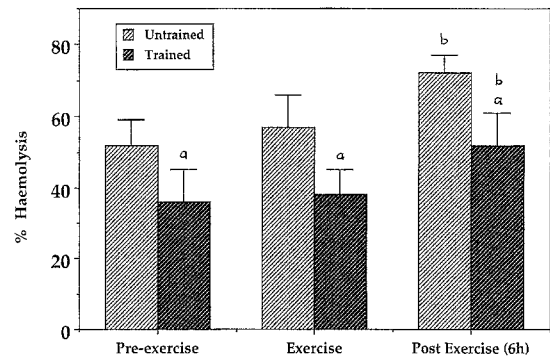 80
60
40
20
0
% Haemolysis
Untrained
Trained
a
a
b
b
a
Pre-exercise
Exercise
Post Exercise (6h)